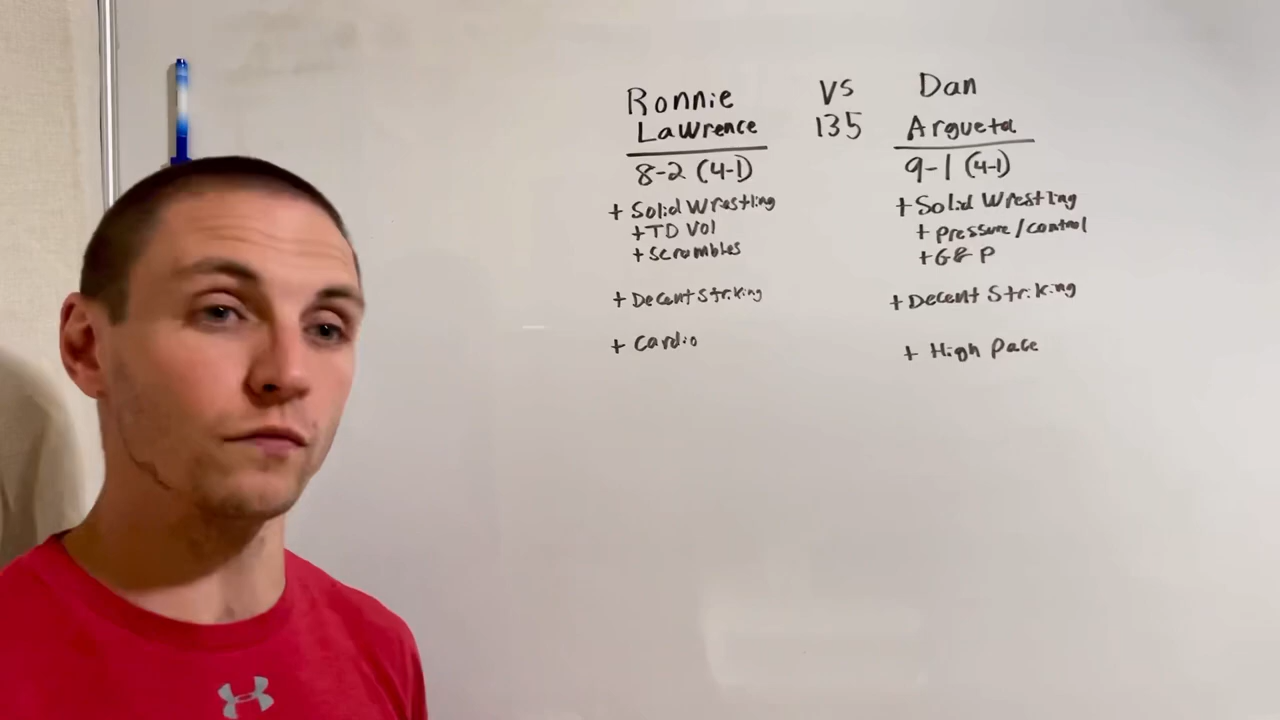 Ronnie
Lawrence
8-2 (4-1)
+ Solid Wrestling
+ TD Vol
+ Scrambles
+ Decent Striking
+ Cardio
VS
135
Dan
Argueta
9-1 (4-1)
+ Solid Wrestling
+ Pressure/control
+ G&P
+ Decent Striking
+ High Pace